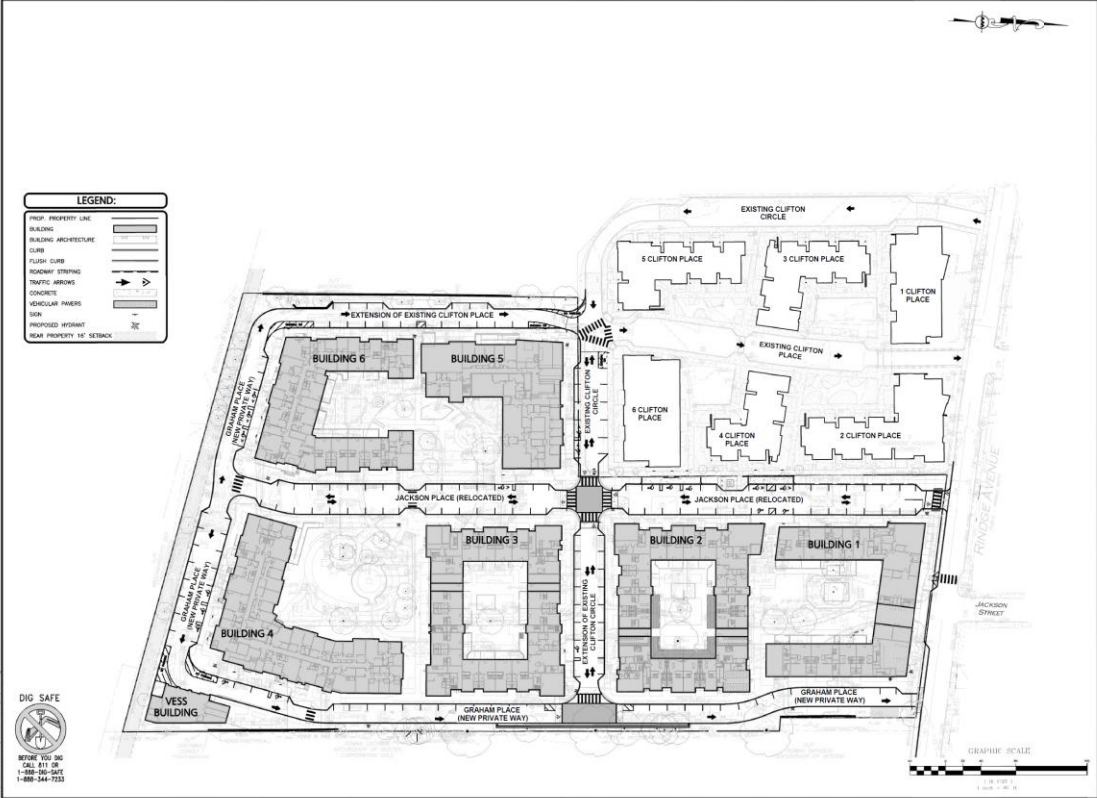 LEGEND:
PROP. PROPERTY LINE
BUILDING
BUILDING ARCHITECTURE
CURB
FLUSH CURB
ROADWAY STRIPING
TRAFFIC ARROWS
CONCRETE
VEHICULAR PAVERS
SIGN
PROPOSED HYDRANT
REAR PROPERTY 16' SETBACK
EXISTING CLIFTON
CIRCLE
5 CLIFTON PLACE
3 CLIFTON PLACE
1 CLIFTON
PLACE
EXTENSION OF EXISTING CLIFTON PLACE
EXISTING CLIFTON
PLACE
BUILDING 6
BUILDING 5
GRAHAM PLACE
(NEW PRIVATE WAY)
EXISTING CLIFTON
CIRCLE
6 CLIFTON
PLACE
4 CLIFTON
PLACE
2 CLIFTON PLACE
RINDGE AVENUE
JACKSON PLACE (RELOCATED)
JACKSON PLACE (RELOCATED)
BUILDING 3
BUILDING 2
BUILDING 1
GRAHAM PLACE
(NEW PRIVATE WAY)
BUILDING 4
EXTENSION OF EXISTING
CLIFTON CIRCLE
JACKSON
STREET
VESS
BUILDING
GRAHAM PLACE
(NEW PRIVATE WAY)
GRAHAM PLACE
(NEW PRIVATE WAY)
DIG SAFE
BEFORE YOU DIG
CALL 811 OR
1-888-DIG-SAFE
1-888-344-7233
GRAPHIC SCALE